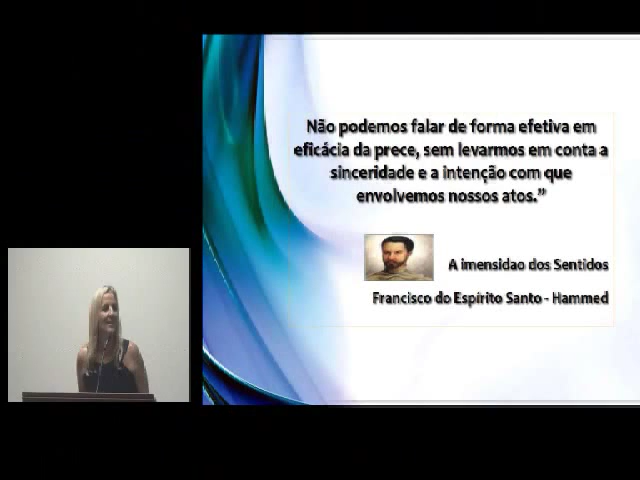 Não podemos falar de forma efetiva em
eficácia da prece, sem levarmos em conta a
sinceridade e a intenção com que
envolvemos nossos atos.”
A imensidao dos Sentidos
Francisco do Espírito Santo - Hammed